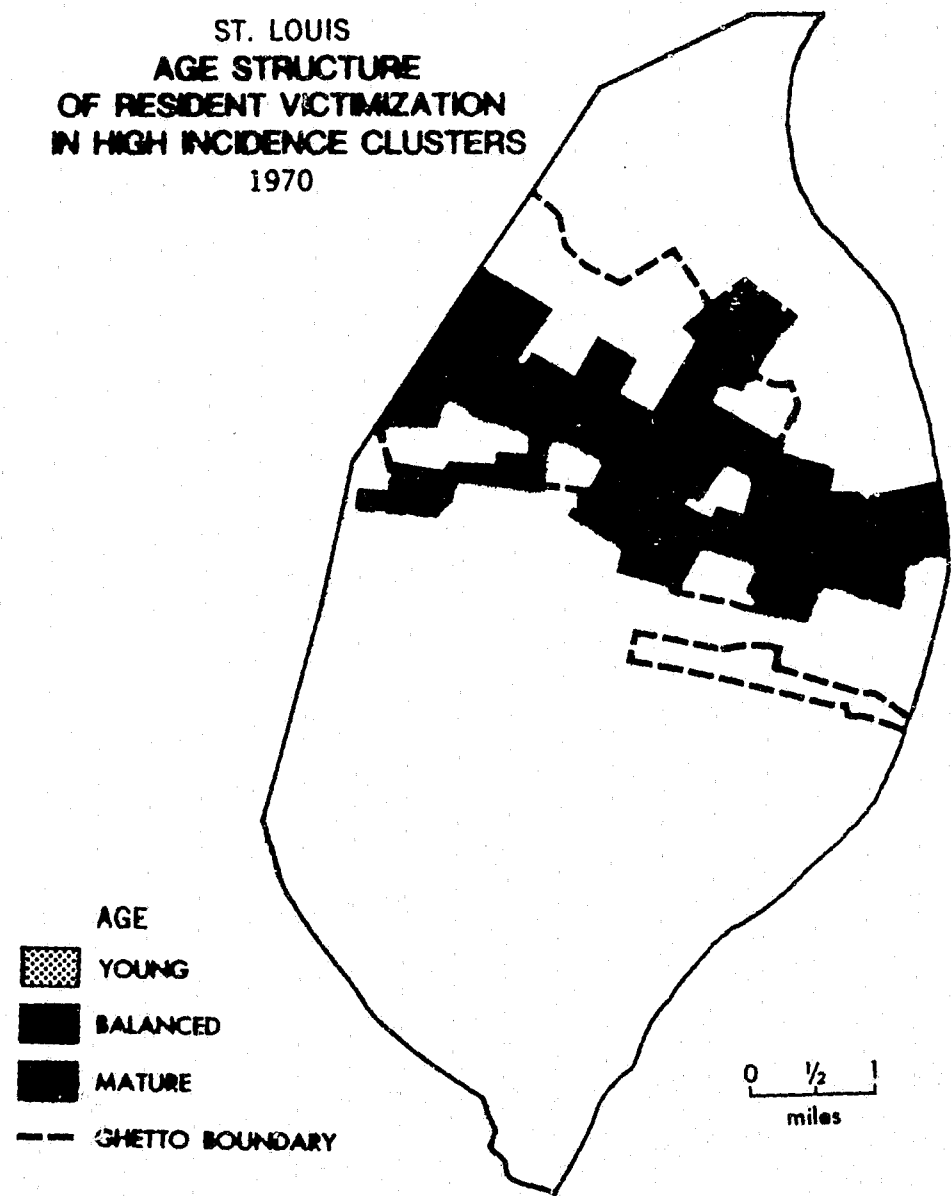 ST. LOUIS
AGE STRUCTURE
OF RESIDENT VICTIMIZATION
IN HIGH INCIDENCE CLUSTERS
1970
AGE
YOUNG
BALANCED
MATURE
GHETTO BOUNDARY
0 ½ 1
miles